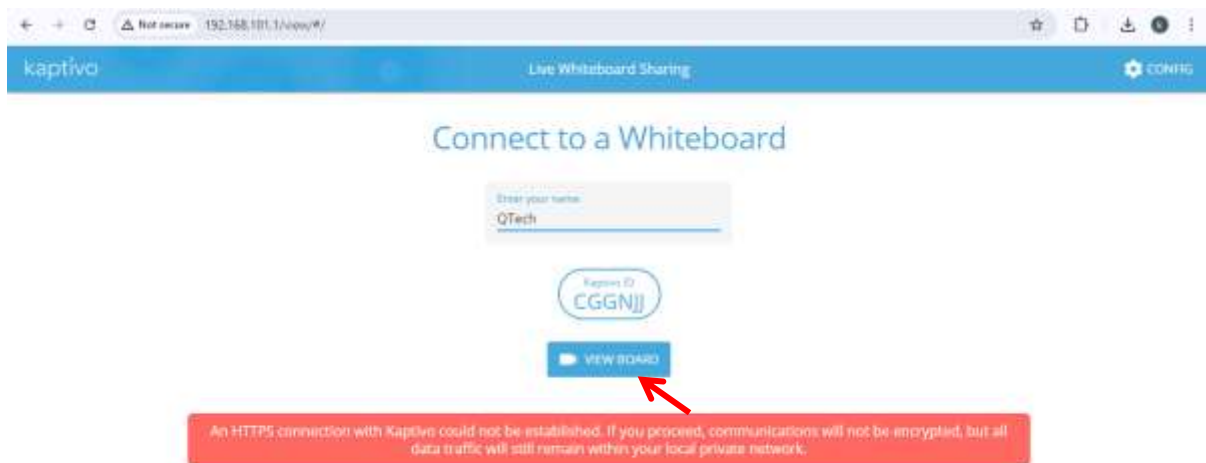 Not secure 192.168.101.1/view/#/
kaptivo Live Whiteboard Sharing CONFIG
Connect to a Whiteboard
Enter your name
QTech
Kaptivo ID
CGGNJJ
VIEW BOARD
An HTTPS connection with Kaptivo could not be established. If you proceed, communications will not be encrypted, but all
data traffic will still remain within your local private network.